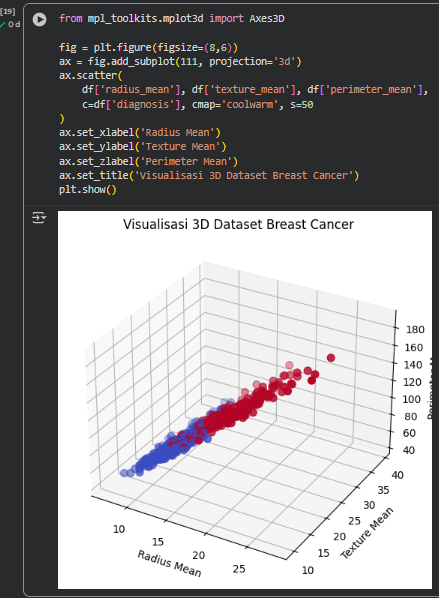 [19]
✓ 0 d
from mpl_toolkits.mplot3d import Axes3D
fig = plt.figure(figsize=(8,6))
ax = fig.add_subplot(111, projection='3d')
ax.scatter(
    df['radius_mean'], df['texture_mean'], df['perimeter_mean'],
    c=df['diagnosis'], cmap='coolwarm', s=50
)
ax.set_xlabel('Radius Mean')
ax.set_ylabel('Texture Mean')
ax.set_zlabel('Perimeter Mean')
ax.set_title('Visualisasi 3D Dataset Breast Cancer')
plt.show()
Visualisasi 3D Dataset Breast Cancer
180
160
140
120
100
80
60
40
40
35
30
25
20
15
10
Texture Mean
10
15
20
25
Radius Mean